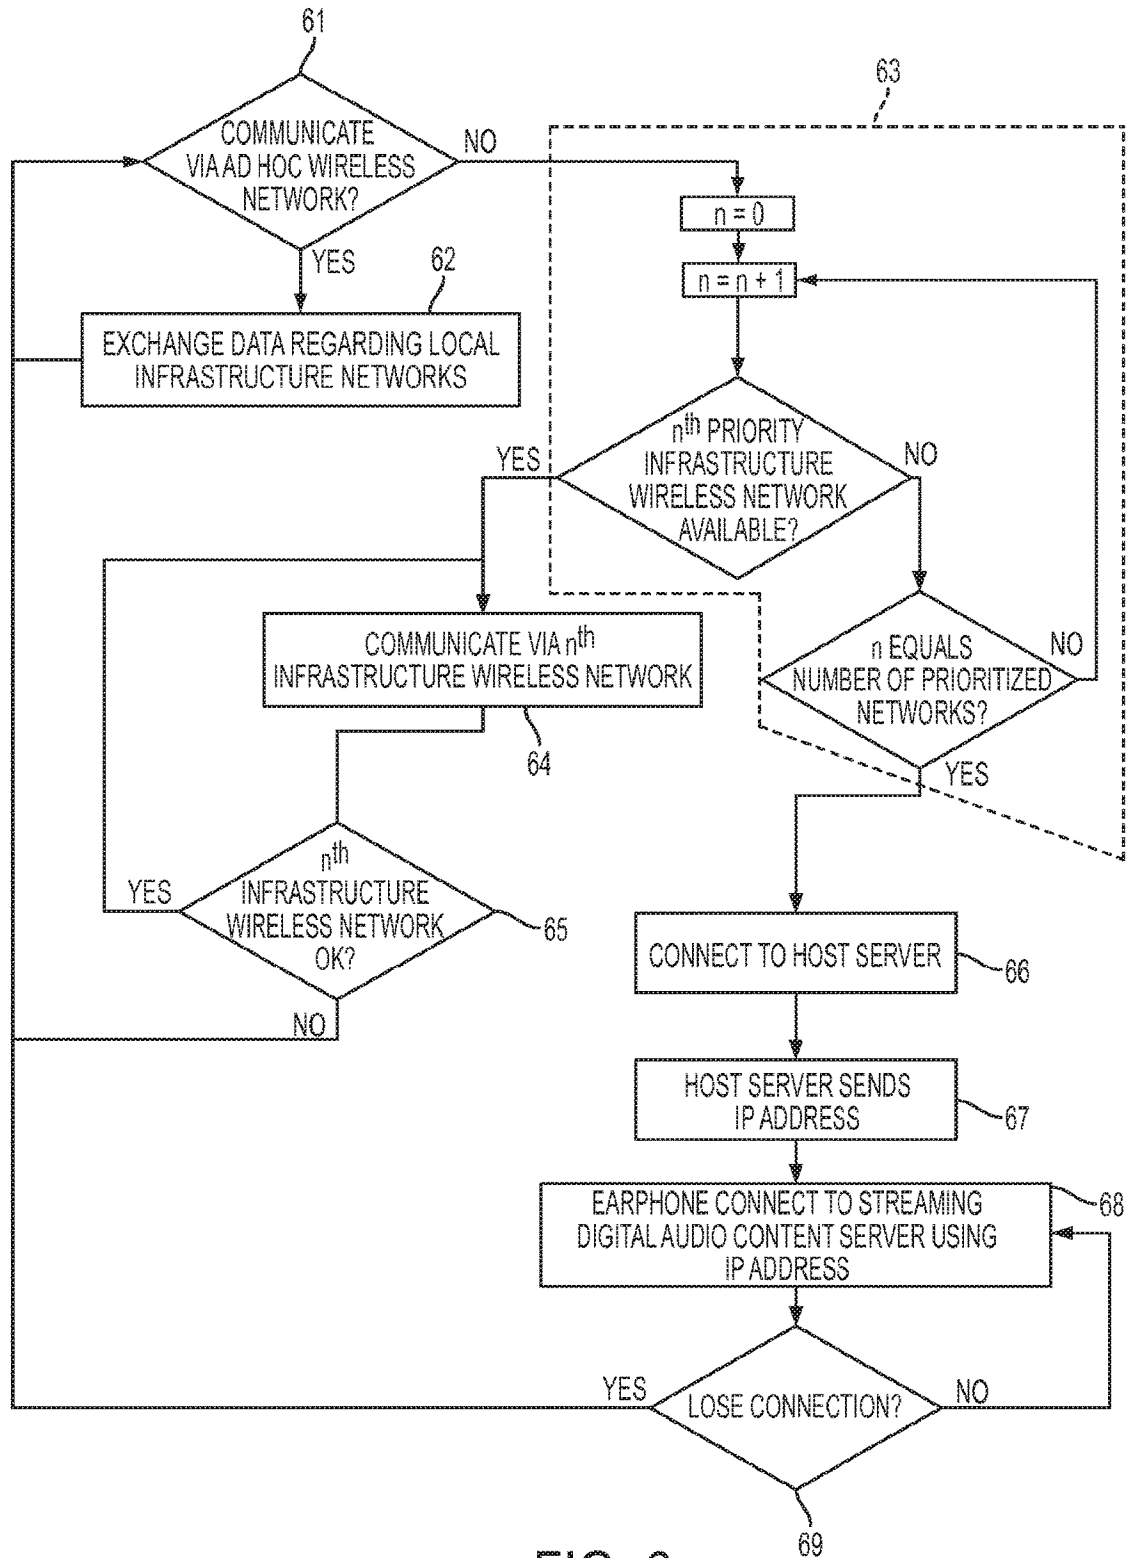 61
63
COMMUNICATE
VIA AD HOC WIRELESS
NETWORK?
NO
YES
n = 0
n = n + 1
62
EXCHANGE DATA REGARDING LOCAL
INFRASTRUCTURE NETWORKS
nth PRIORITY
INFRASTRUCTURE
WIRELESS NETWORK
AVAILABLE?
YES
NO
COMMUNICATE VIA nth
INFRASTRUCTURE WIRELESS NETWORK
64
n EQUALS
NUMBER OF PRIORITIZED
NETWORKS?
NO
YES
nth
INFRASTRUCTURE
WIRELESS NETWORK
OK?
YES
65
NO
CONNECT TO HOST SERVER
66
HOST SERVER SENDS
IP ADDRESS
67
EARPHONE CONNECT TO STREAMING
DIGITAL AUDIO CONTENT SERVER USING
IP ADDRESS
68
YES
LOSE CONNECTION?
NO
69
FIG.